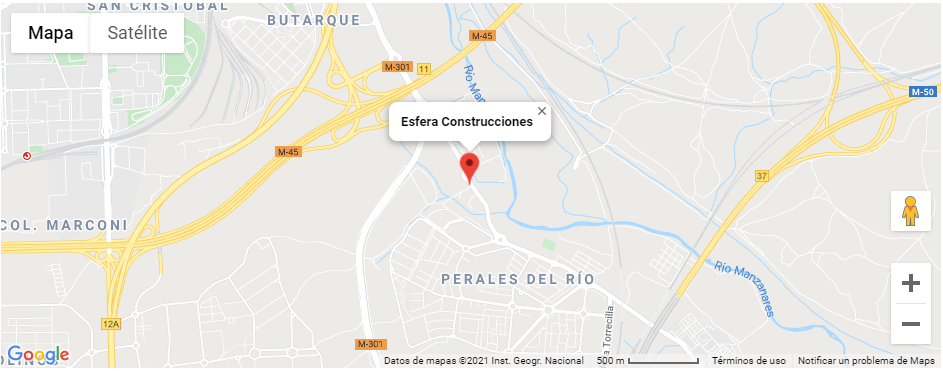 SAN CRISTÓBAL
BUTARQUE
Mapa
Satélite
M-45
M-301
11
Río Man
M-50
Esfera Construcciones
M-45
37
COL. MARCONI
PERALES DEL RÍO
Río Manzanares
12A
Torrecilla
M-301
Google
Datos de mapas ©2021 Inst. Geogr. Nacional
500 m
Términos de uso
Notificar un problema de Maps